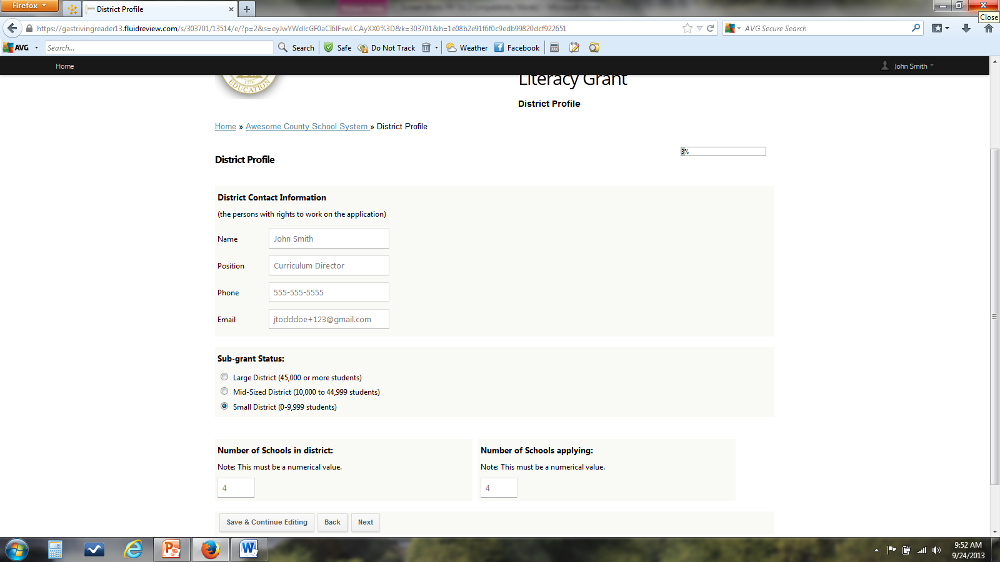 Firefox
District Profile
Close
https://gastrivingreader13.fluidreview.com/s/303701/13514/e/?p=2&s=eyJwYWdlcGF0aCI6IFswLCAyXX0%3D&k=303701&h=1e08b2e91f6f0c9edb99820dcf922651
AVG Secure Search
AVG Search... Search Safe Do Not Track Weather Facebook
Home John Smith
EDUCATION
Literacy Grant
District Profile
Home » Awesome County School System » District Profile
3%
District Profile
District Contact Information
(the persons with rights to work on the application)
Name John Smith
Position Curriculum Director
Phone 555-555-5555
Email jtodddoe+123@gmail.com
Sub-grant Status:
Large District (45,000 or more students)
Mid-Sized District (10,000 to 44,999 students)
Small District (0-9,999 students)
Number of Schools in district: Number of Schools applying:
Note: This must be a numerical value. Note: This must be a numerical value.
4 4
Save & Continue Editing Back Next
9:52 AM
9/24/2013